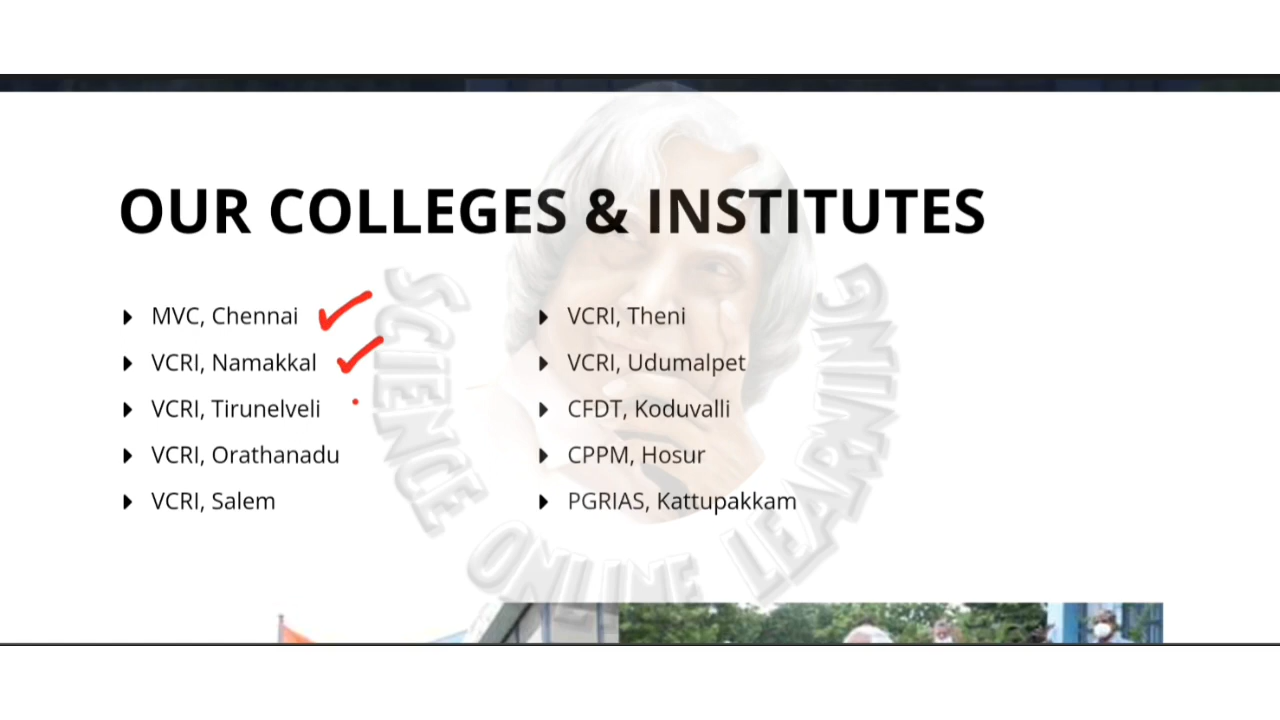 OUR COLLEGES & INSTITUTES
MVC, Chennai
VCRI, Namakkal
VCRI, Tirunelveli
VCRI, Orathanadu
VCRI, Salem
VCRI, Theni
VCRI, Udumalpet
CFDT, Koduvalli
CPPM, Hosur
PGRIAS, Kattupakkam
SCIENCE ONLINE LEARNING